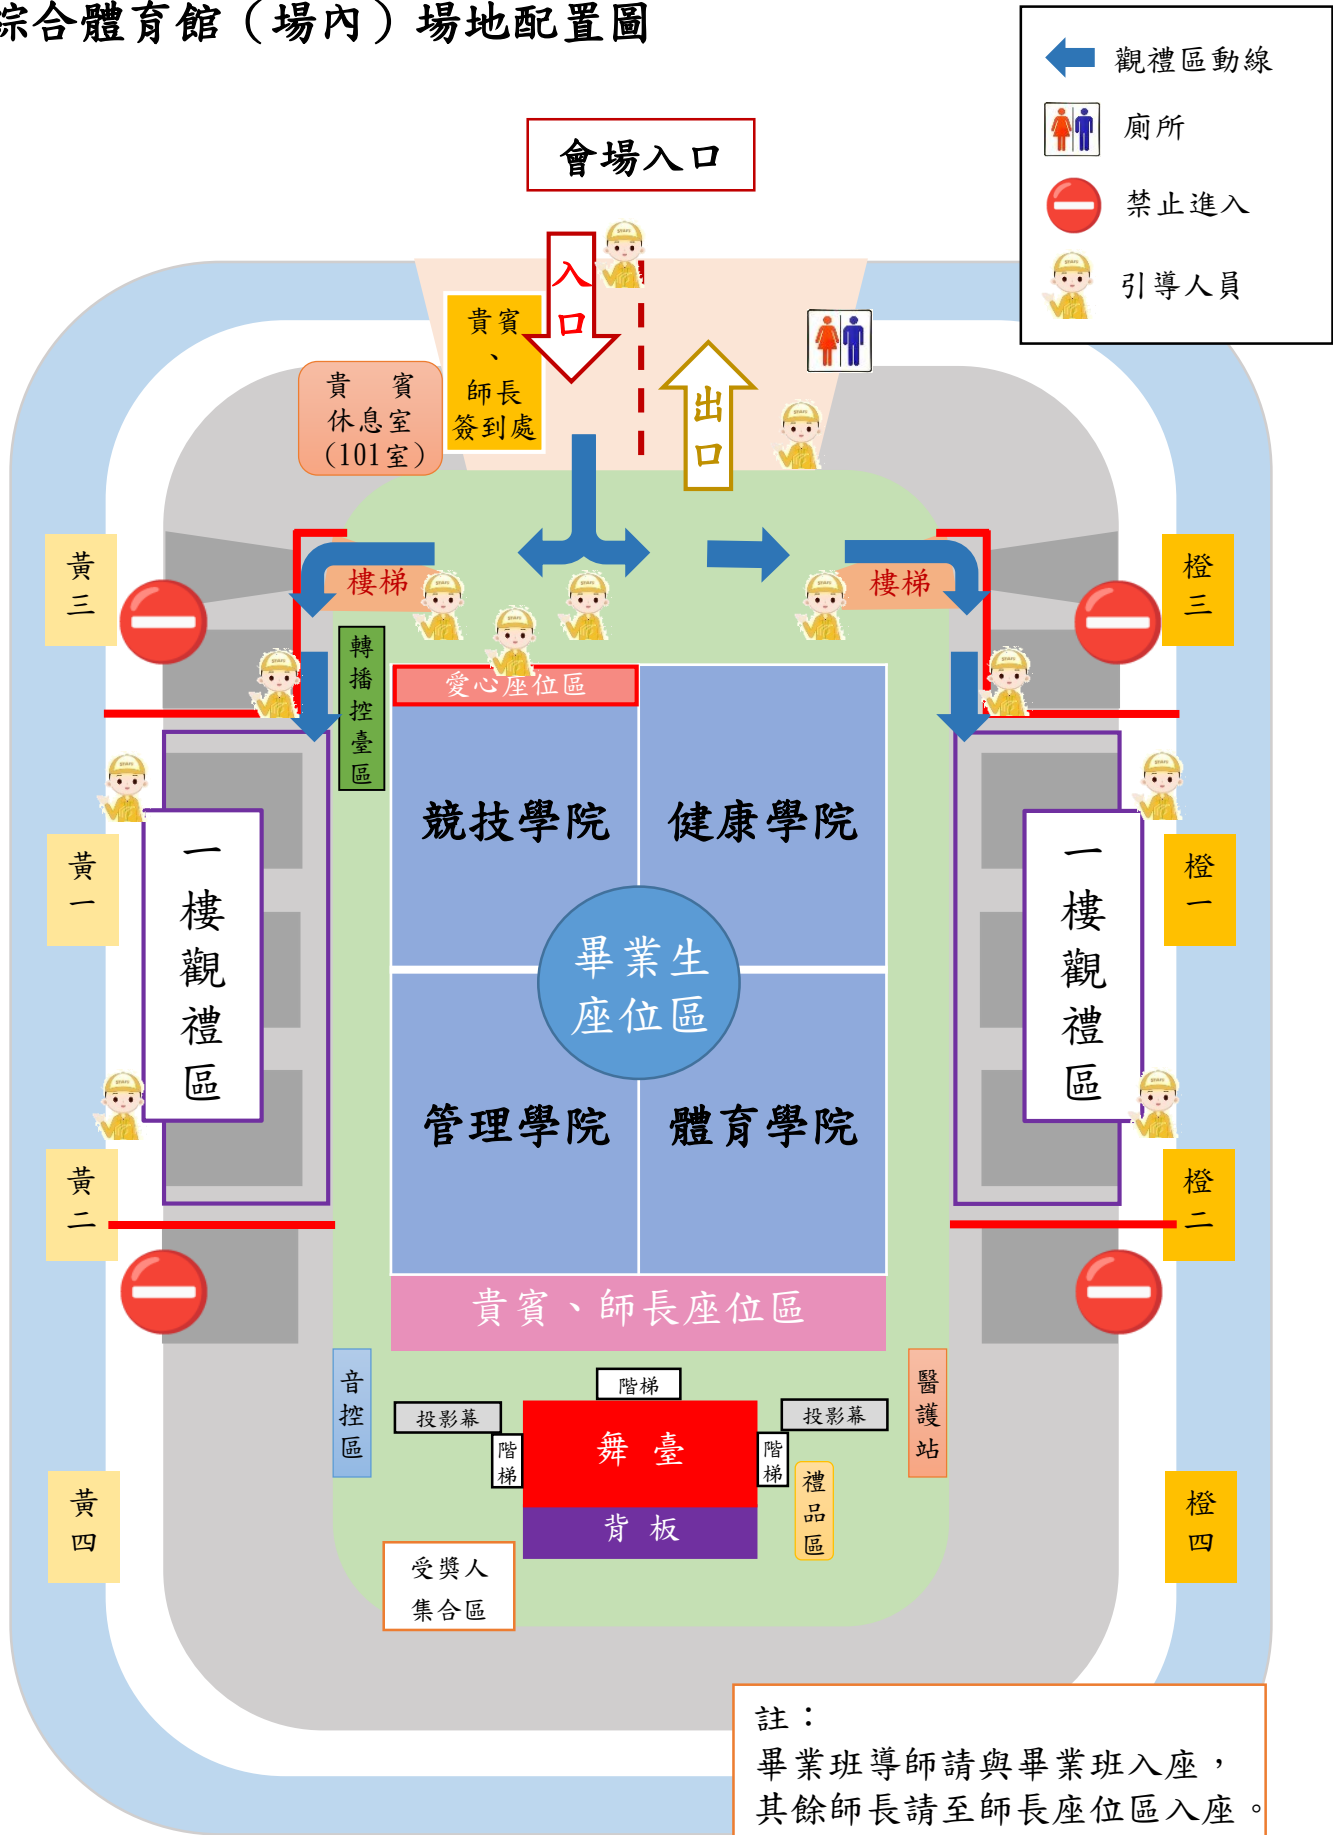 綜合體育館（場內）場地配置圖
觀禮區動線
廁所
禁止進入
引導人員
會場入口
入
口
貴賓
、
師長
簽到處
貴 賓
休息室
(101室)
出
口
樓梯
樓梯
黃
三
橙
三
轉
播
控
臺
區
愛心座位區
競技學院
健康學院
黃
一
橙
一
一
樓
觀
禮
區
一
樓
觀
禮
區
畢業生
座位區
管理學院
體育學院
黃
二
橙
二
貴賓、師長座位區
音
控
區
階梯
投影幕
投影幕
醫
護
站
階
梯
舞 臺
階
梯
禮
品
區
背 板
黃
四
橙
四
受獎人
集合區
註：
畢業班導師請與畢業班入座，
其餘師長請至師長座位區入座。